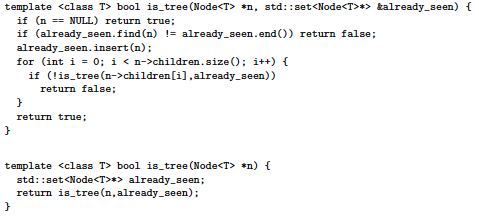 template <class T> bool is_tree(Node<T> *n, std::set<Node<T>*> &already_seen) {
  if (n == NULL) return true;
  if (already_seen.find(n) != already_seen.end()) return false;
  already_seen.insert(n);
  for (int i = 0; i < n->children.size(); i++) {
    if (!is_tree(n->children[i],already_seen))
      return false;
  }
  return true;
}

template <class T> bool is_tree(Node<T> *n) {
  std::set<Node<T>*> already_seen;
  return is_tree(n,already_seen);
}